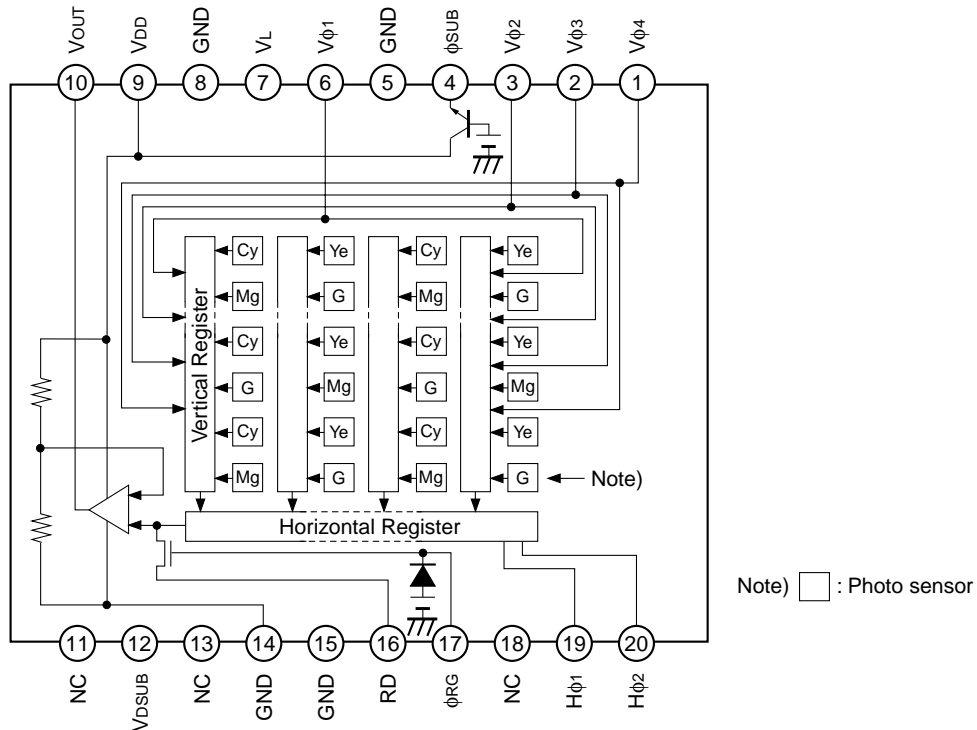 VOUT VDD GND VL Vϕ1 GND ϕSUB Vϕ2 Vϕ3 Vϕ4
10 9 8 7 6 5 4 3 2 1
Vertical Register
Cy Ye Cy Ye
Mg G Mg G
Cy Ye Cy Ye
G Mg G Mg
Cy Ye Cy Ye
Mg G Mg G Note)
Horizontal Register
Note) : Photo sensor
11 12 13 14 15 16 17 18 19 20
NC VDSUB NC GND GND RD ϕRG NC Hϕ1 Hϕ2